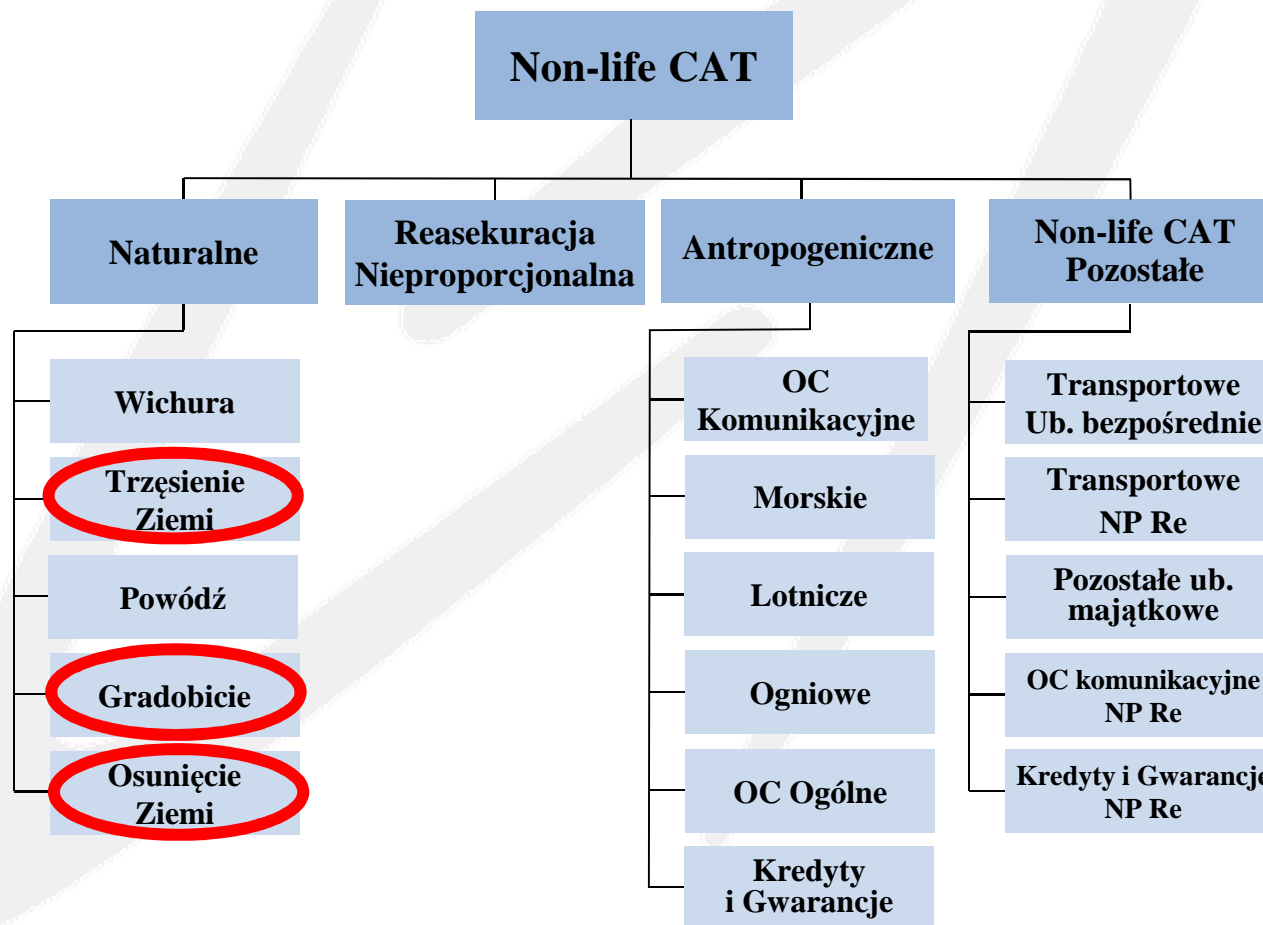 Non-life CAT
Naturalne
Reasekuracja
Nieproporcjonalna
Antropogeniczne
Non-life CAT
Pozostałe
Wichura
Trzęsienie
Ziemi
Powódź
Gradobicie
Osunięcie
Ziemi
OC
Komunikacyjne
Morskie
Lotnicze
Ogniowe
OC Ogólne
Kredyty
i Gwarancje
Transportowe
Ub. bezpośrednie
Transportowe
NP Re
Pozostałe ub.
majątkowe
OC komunikacyjne
NP Re
Kredyty i Gwarancje
NP Re